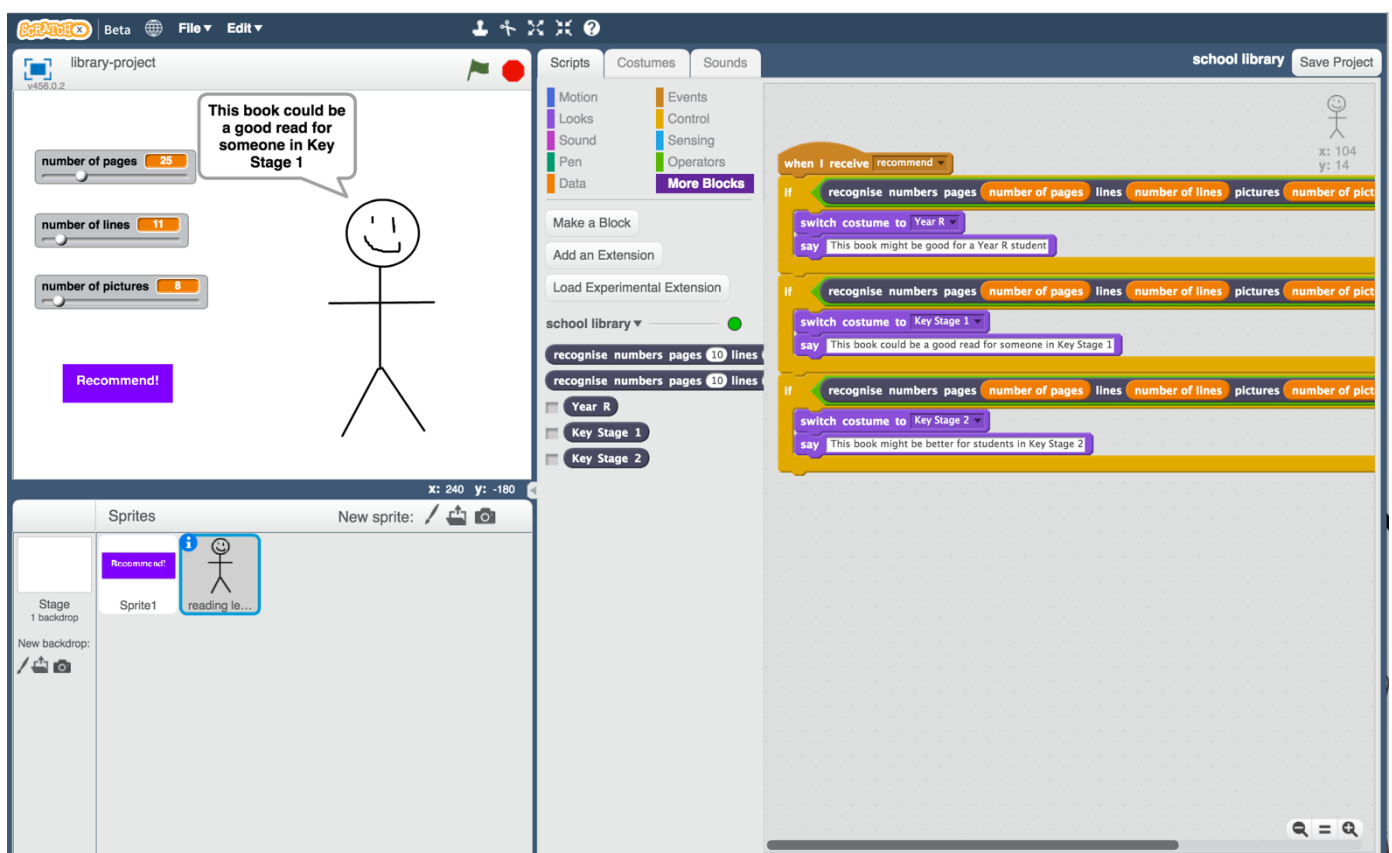 SCRATCHX Beta File Edit
library-project
v456.0.2
This book could be
a good read for
someone in Key
Stage 1
number of pages 25
number of lines 11
number of pictures 8
Recommend!
x: 240 y: -180
Sprites New sprite:
Recommend!
Stage
1 backdrop
Sprite1
reading le...
New backdrop:
Scripts Costumes Sounds
school library Save Project
Motion Events
Looks Control
Sound Sensing
Pen Operators
Data More Blocks
Make a Block
Add an Extension
Load Experimental Extension
school library
recognise numbers pages 10 lines
recognise numbers pages 10 lines
Year R
Key Stage 1
Key Stage 2
x: 104
y: 14
when I receive recommend
if recognise numbers pages number of pages lines number of lines pictures number of pict
switch costume to Year R
say This book might be good for a Year R student
if recognise numbers pages number of pages lines number of lines pictures number of pict
switch costume to Key Stage 1
say This book could be a good read for someone in Key Stage 1
if recognise numbers pages number of pages lines number of lines pictures number of pict
switch costume to Key Stage 2
say This book might be better for students in Key Stage 2